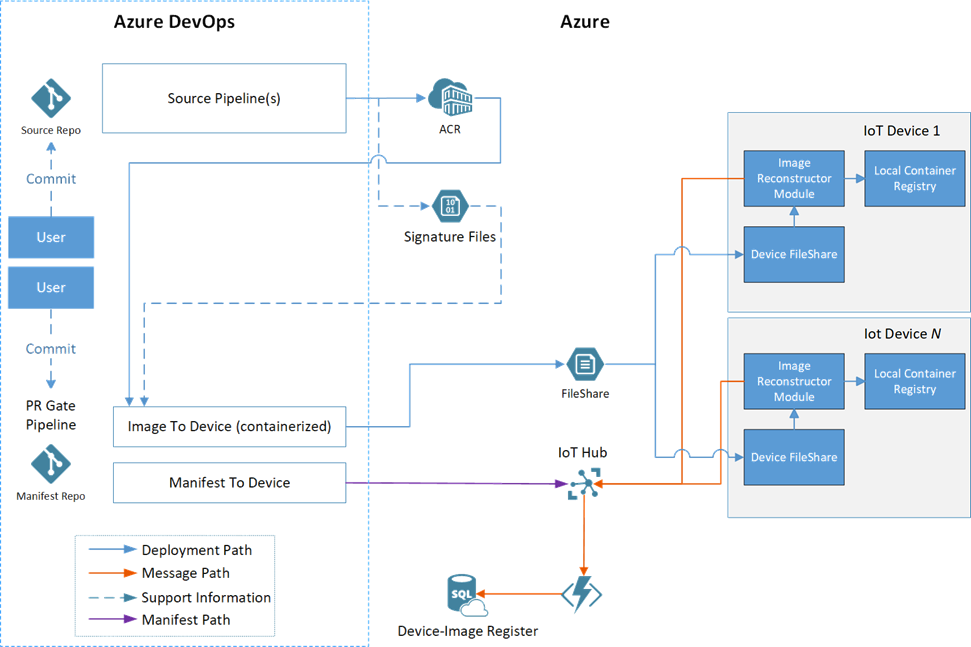 Azure DevOps
Azure
Source Pipeline(s)
Source Repo
ACR
Commit
User
User
Commit
PR Gate
Pipeline
Manifest Repo
10
01
Signature Files
Image To Device (containerized)
Manifest To Device
FileShare
IoT Hub
IoT Device 1
Image
Reconstructor
Module
Local Container
Registry
Device FileShare
Iot Device N
Image
Reconstructor
Module
Local Container
Registry
Device FileShare
SQL
Device-Image Register
Deployment Path
Message Path
Support Information
Manifest Path